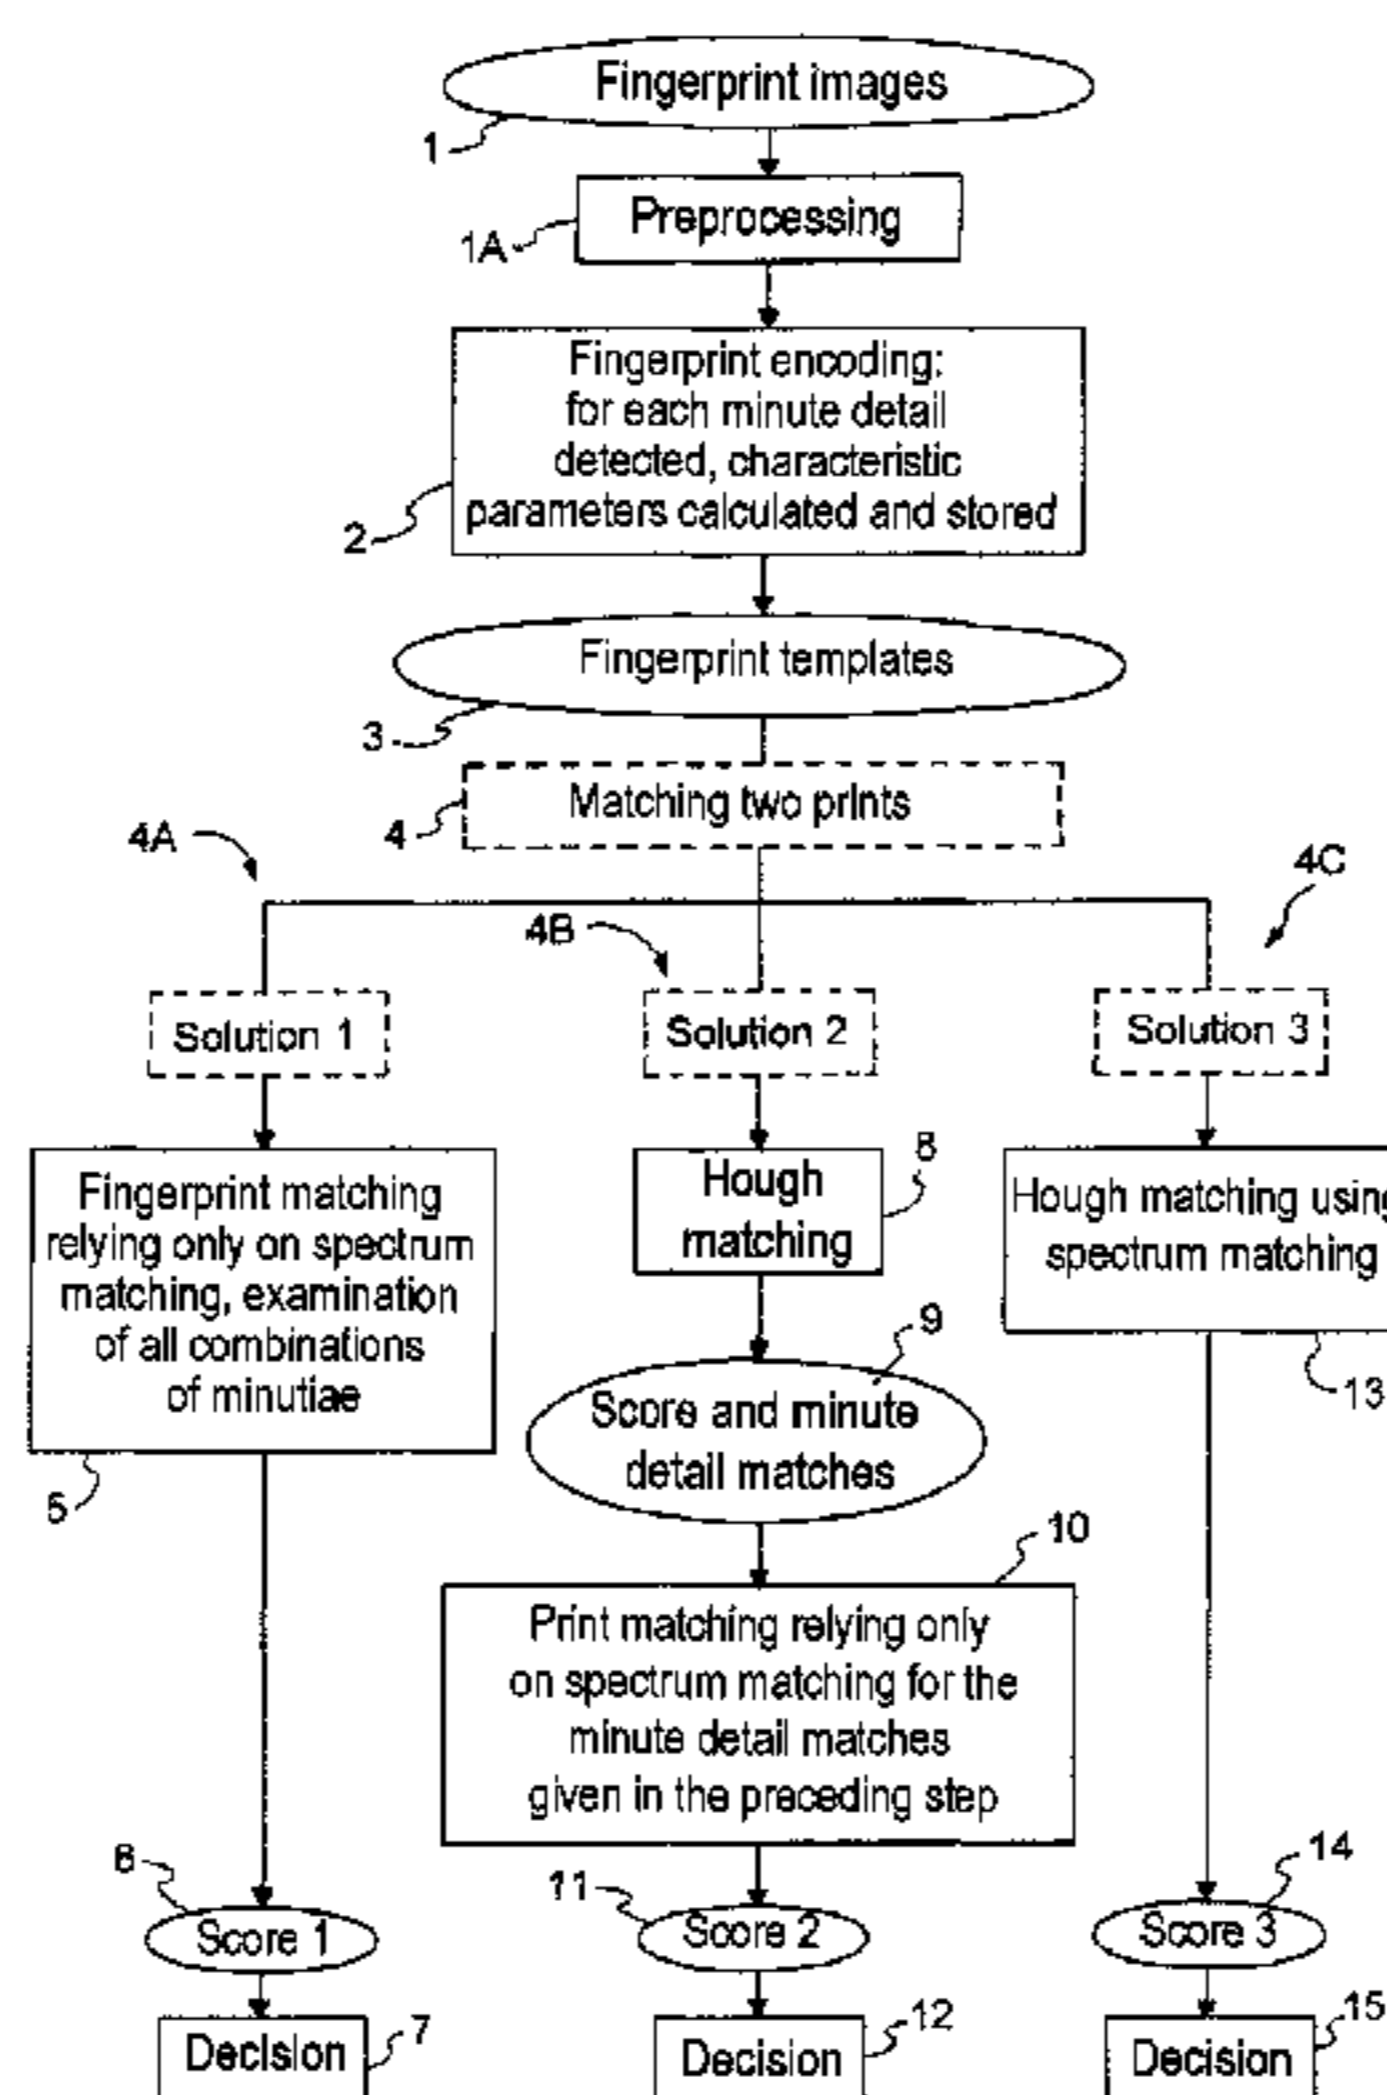 Fingerprint images
1
Preprocessing
1A
Fingerprint encoding:
for each minute detail
detected, characteristic
parameters calculated and stored
2
Fingerprint templates
3
Matching two prints
4
4A
4B
4C
Solution 1
Solution 2
Solution 3
Fingerprint matching
relying only on spectrum
matching, examination
of all combinations
of minutiae
5
Hough
matching
8
Hough matching using
spectrum matching
13
Score and minute
detail matches
9
Print matching relying only
on spectrum matching for the
minute detail matches
given in the preceding step
10
6
Score 1
11
Score 2
14
Score 3
Decision
7
Decision
12
Decision
15